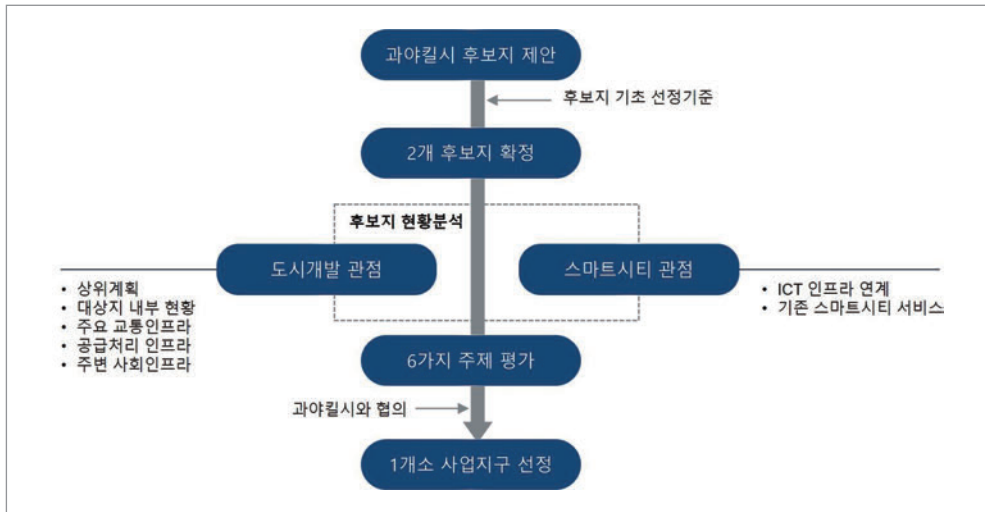 과야킬시 후보지 제안
후보지 기초 선정기준
2개 후보지 확정
후보지 현황분석
도시개발 관점
스마트시티 관점
• 상위계획
• 대상지 내부 현황
• 주요 교통인프라
• 공급처리 인프라
• 주변 사회인프라
• ICT 인프라 연계
• 기존 스마트시티 서비스
6가지 주제 평가
과야킬시와 협의
1개소 사업지구 선정